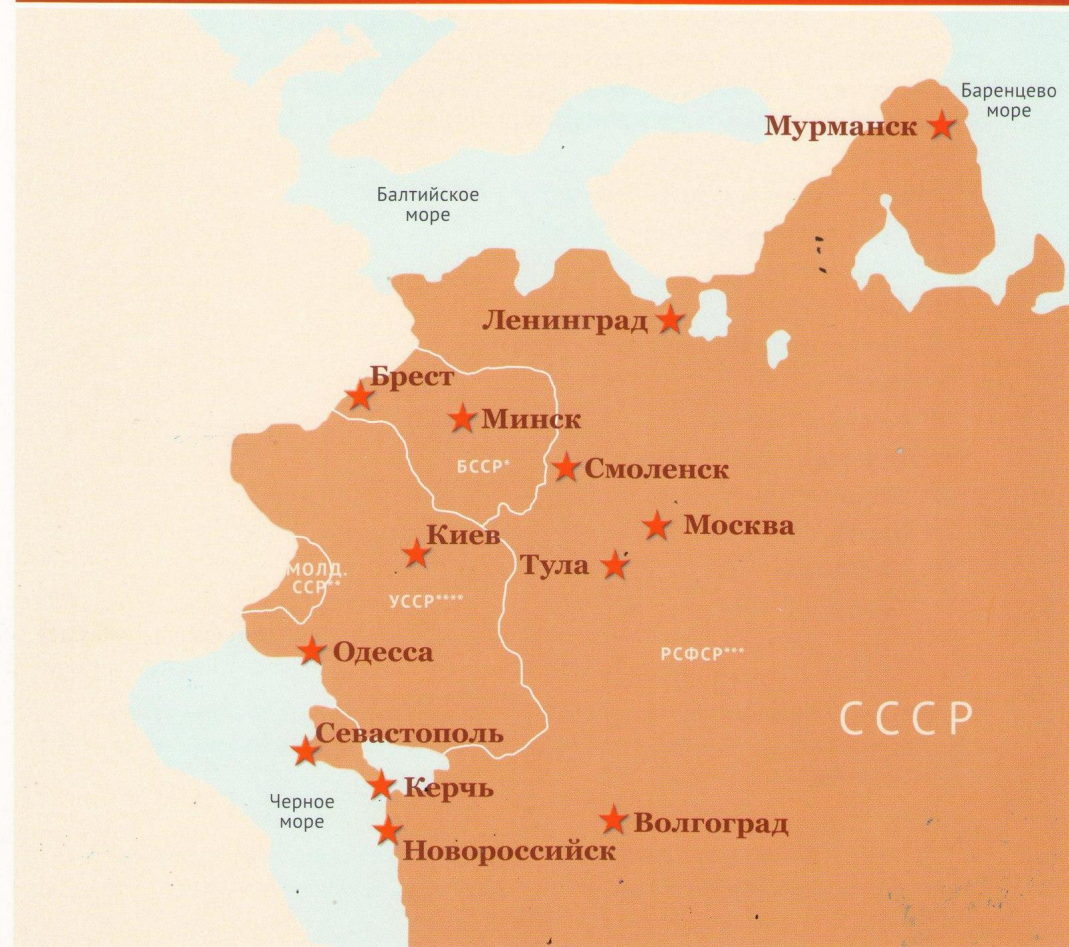 Баренцево
море
Мурманск
Балтийское
море
Ленинград
Брест
Минск
БССР*
Смоленск
Москва
Киев
Тула
МОЛД.
ССР**
УССР****
Одесса
РСФСР***
СССР
Севастополь
Керчь
Черное
море
Волгоград
Новороссийск